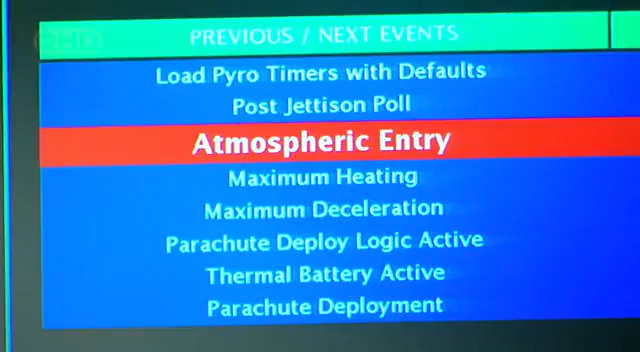 PREVIOUS / NEXT EVENTS
Load Pyro Timers with Defaults
Post Jettison Poll
Atmospheric Entry
Maximum Heating
Maximum Deceleration
Parachute Deploy Logic Active
Thermal Battery Active
Parachute Deployment